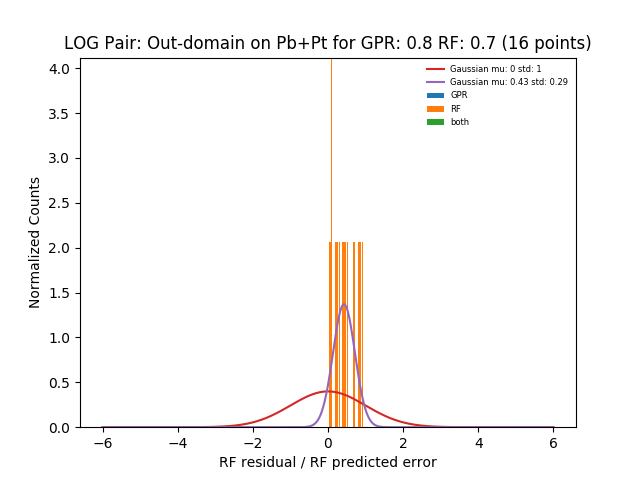 LOG Pair: Out-domain on Pb+Pt for GPR: 0.8 RF: 0.7 (16 points)
Gaussian mu: 0 std: 1
Gaussian mu: 0.43 std: 0.29
GPR
RF
both
Normalized Counts
4.0
3.5
3.0
2.5
2.0
1.5
1.0
0.5
0.0
−6 −4 −2 0 2 4 6
RF residual / RF predicted error